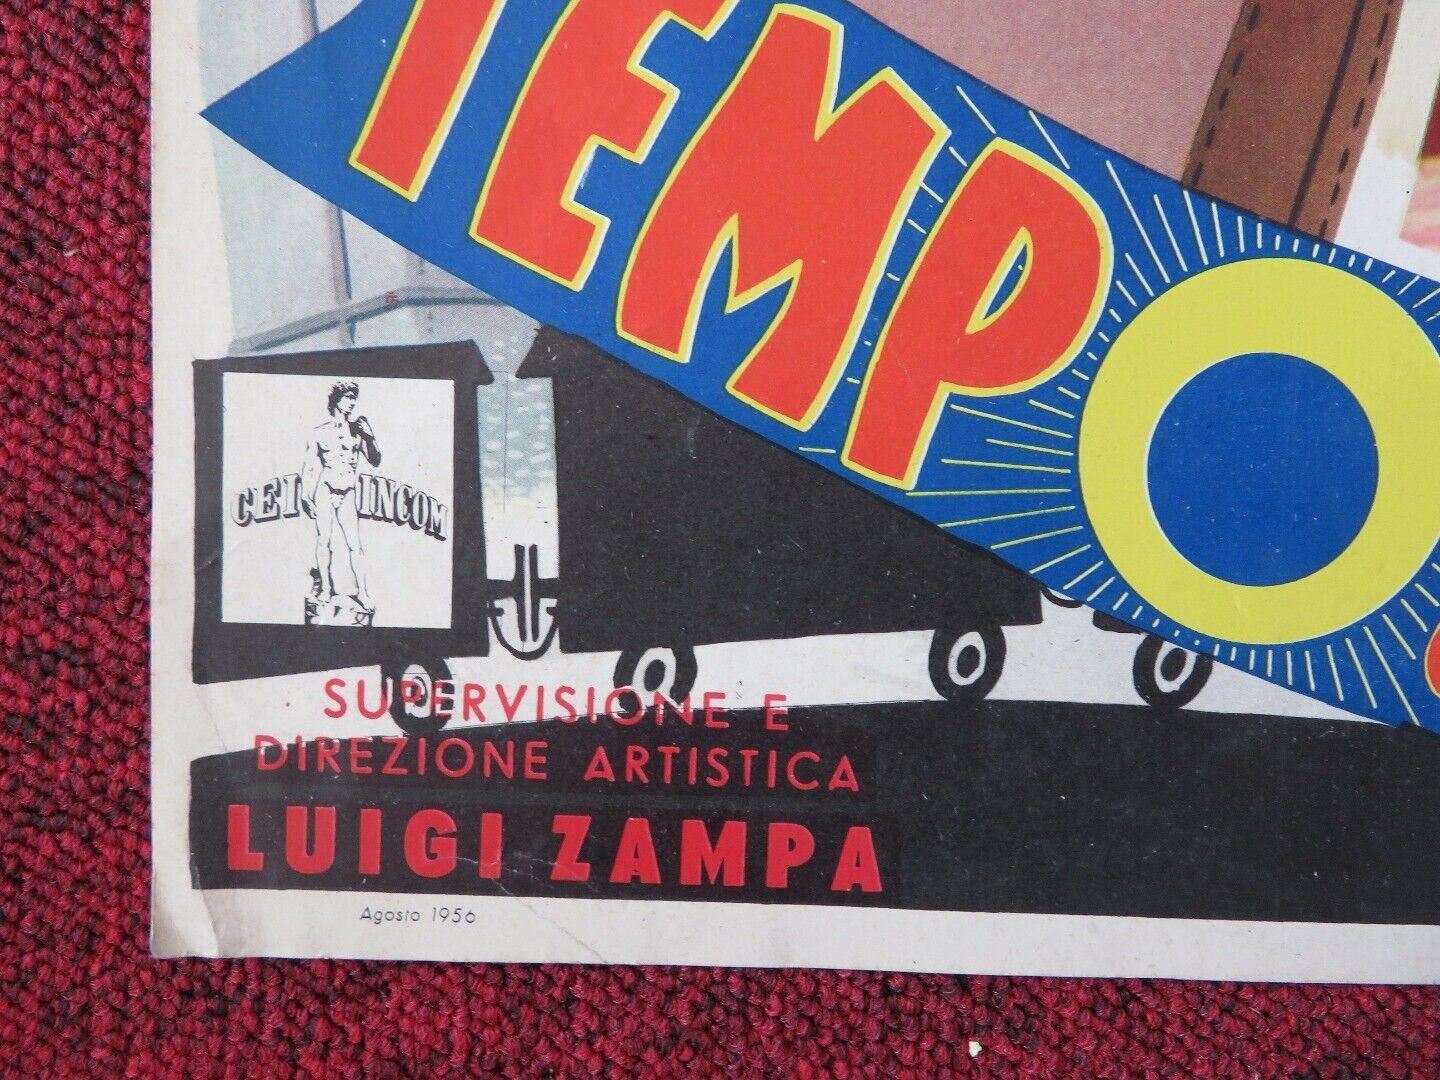 TEMPO
CEI INCOM
SUPERVISIONE E
DIREZIONE ARTISTICA
LUIGI ZAMPA
Agosto 1956